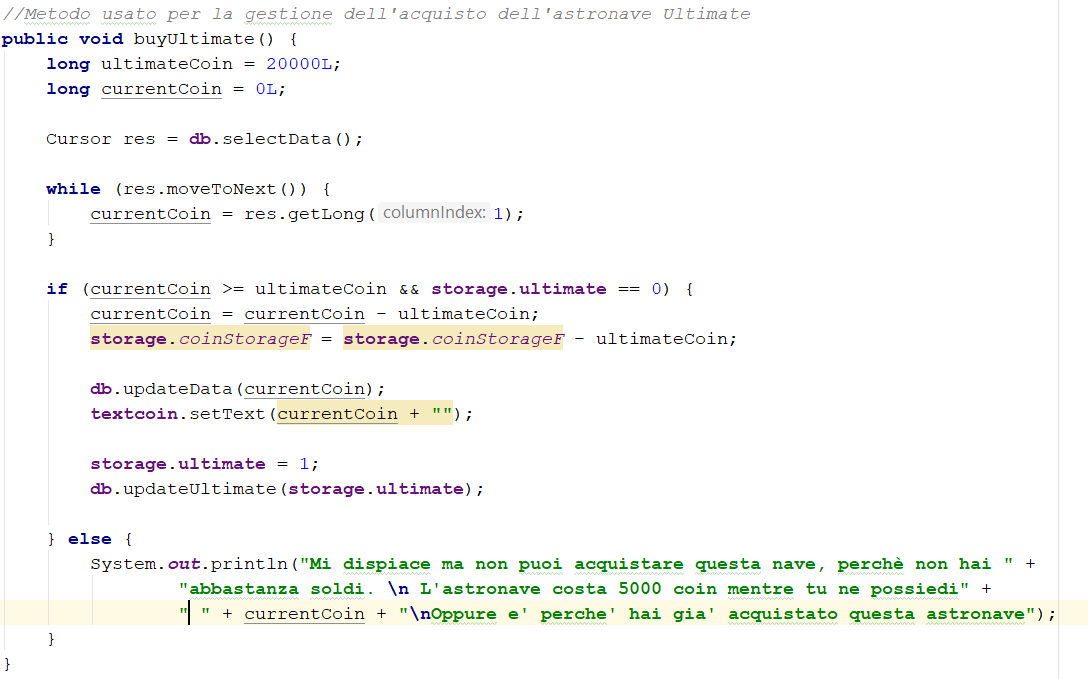 //Metodo usato per la gestione dell'acquisto dell'astronave Ultimate
public void buyUltimate() {
    long ultimateCoin = 20000L;
    long currentCoin = 0L;

    Cursor res = db.selectData();

    while (res.moveToNext()) {
        currentCoin = res.getLong( columnIndex: 1);
    }

    if (currentCoin >= ultimateCoin && storage.ultimate == 0) {
        currentCoin = currentCoin - ultimateCoin;
        storage.coinStorageF = storage.coinStorageF - ultimateCoin;

        db.updateData(currentCoin);
        textcoin.setText(currentCoin + "");

        storage.ultimate = 1;
        db.updateUltimate(storage.ultimate);

    } else {
        System.out.println("Mi dispiace ma non puoi acquistare questa nave, perchè non hai " +
                "abbastanza soldi. \n L'astronave costa 5000 coin mentre tu ne possiedi" +
                " " + currentCoin + "\nOppure e' perche' hai gia' acquistato questa astronave");
    }
}